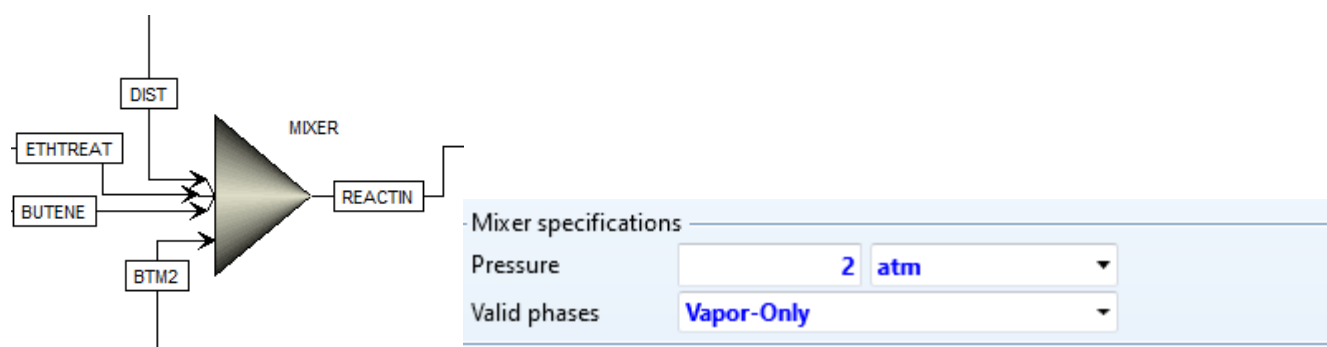 DIST
MIXER
ETHTREAT
REACTIN
BUTENE
BTM2
Mixer specifications
Pressure 2 atm
Valid phases Vapor-Only